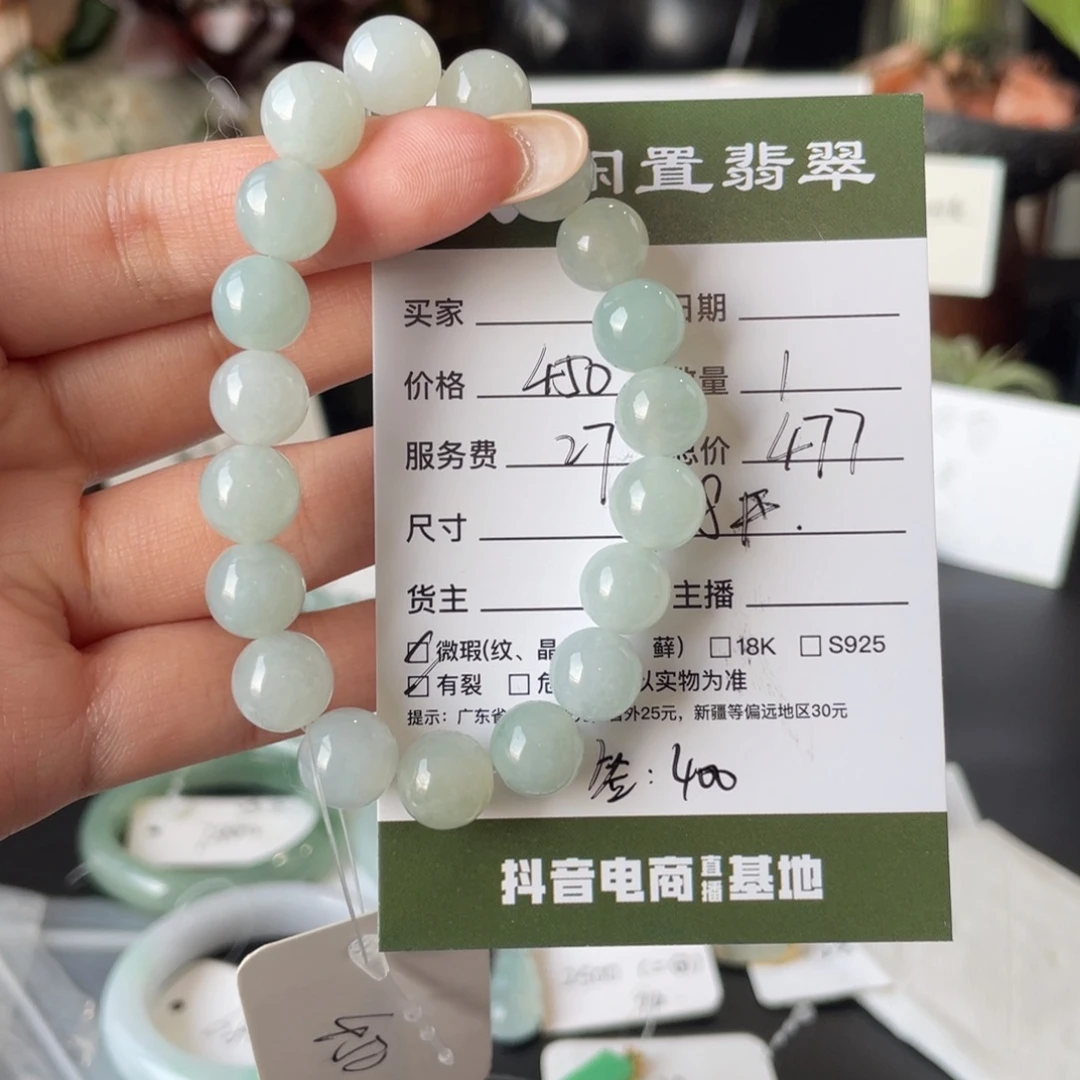 闲置翡翠
买家 日期
价格 450 数量 1
服务费 27 总价 477
尺寸
货主 主播
微瑕(纹、晶 藓) 18K S925
有裂 以实物为准
提示：广东省 省外25元，新疆等偏远地区30元
: 400
抖音电商直播基地
450